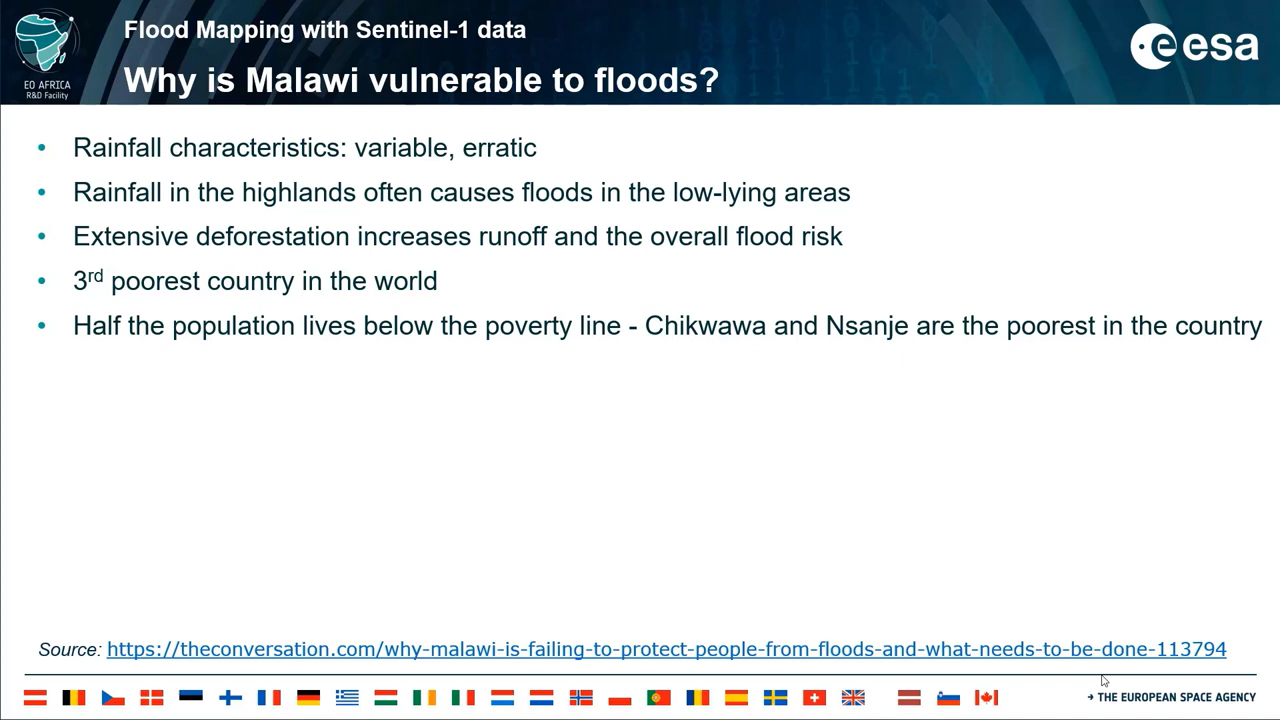 Flood Mapping with Sentinel-1 data
Why is Malawi vulnerable to floods?
EO AFRICA
R&D Facility
esa
• Rainfall characteristics: variable, erratic
• Rainfall in the highlands often causes floods in the low-lying areas
• Extensive deforestation increases runoff and the overall flood risk
• 3rd poorest country in the world
• Half the population lives below the poverty line - Chikwawa and Nsanje are the poorest in the country
Source: https://theconversation.com/why-malawi-is-failing-to-protect-people-from-floods-and-what-needs-to-be-done-113794
→ THE EUROPEAN SPACE AGENCY